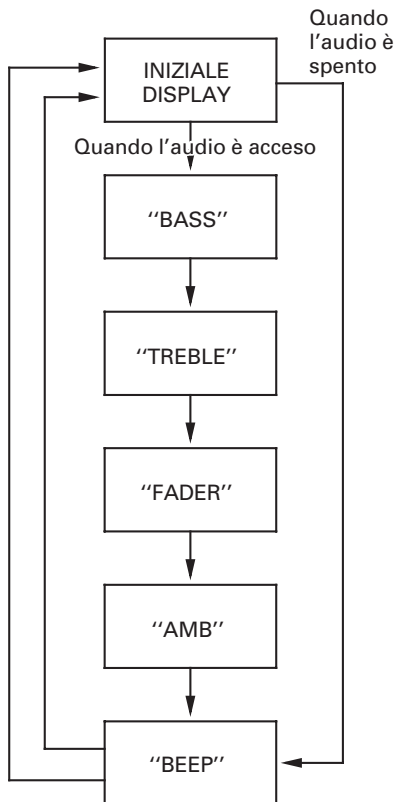 Quando
l'audio è
spento
INIZIALE
DISPLAY
Quando l'audio è acceso
''BASS''
''TREBLE''
''FADER''
''AMB''
''BEEP''